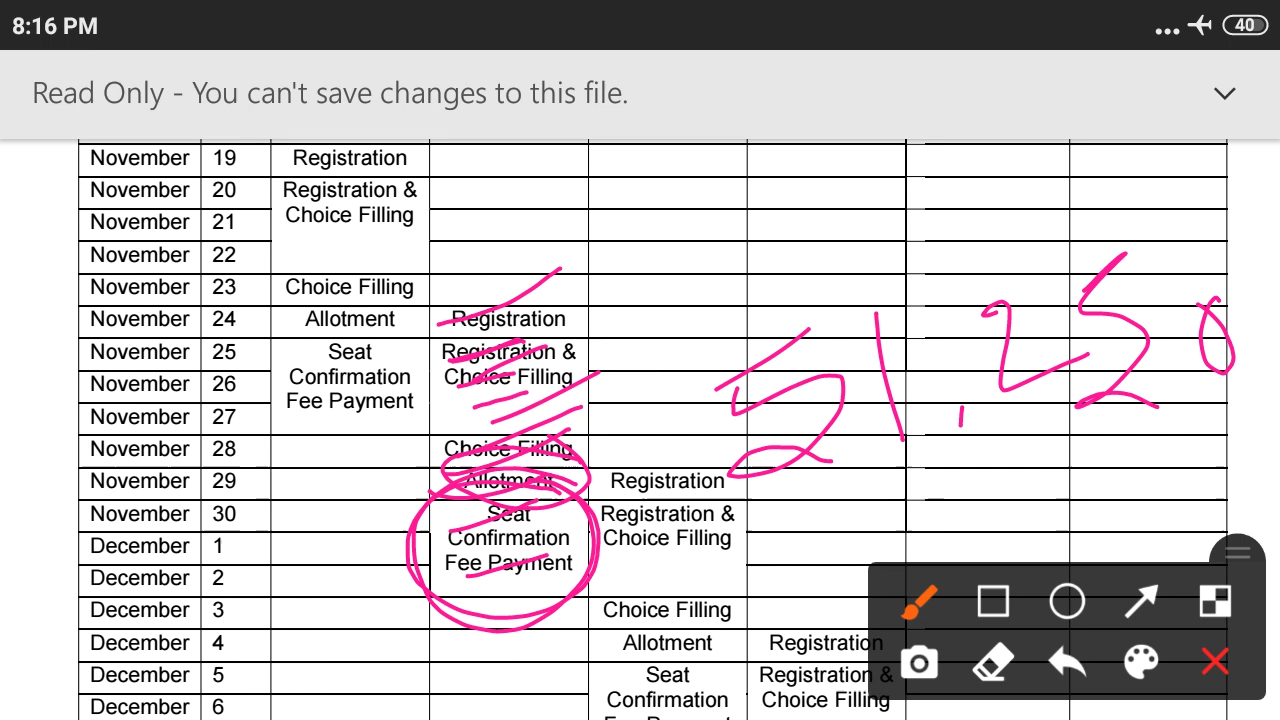 8:16 PM 40
Read Only - You can't save changes to this file.
November 19 Registration
November 20 Registration &
November 21 Choice Filling
November 22
November 23 Choice Filling
November 24 Allotment Registration
November 25 Seat Registration &
November 26 Confirmation Choice Filling
November 27 Fee Payment
November 28 Choice Filling
November 29 Allotment Registration
November 30 Seat Registration &
December 1 Confirmation Choice Filling
December 2 Fee Payment
December 3 Choice Filling
December 4 Allotment Registration
December 5 Seat Registration &
December 6 Confirmation Choice Filling
51,250